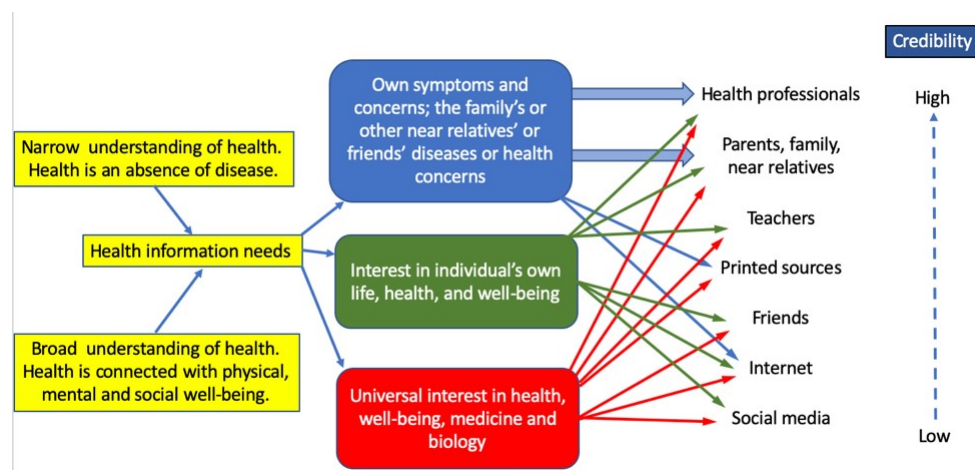 Credibility
Own symptoms and
concerns; the family's or
other near relatives' or
friends' diseases or health
concerns
Health professionals
High
Narrow understanding of health.
Health is an absence of disease.
Parents, family,
near relatives
Teachers
Health information needs
Interest in individual's own
life, health, and well-being
Printed sources
Friends
Broad understanding of health.
Health is connected with physical,
mental and social well-being.
Internet
Universal interest in health,
well-being, medicine and
biology
Social media
Low